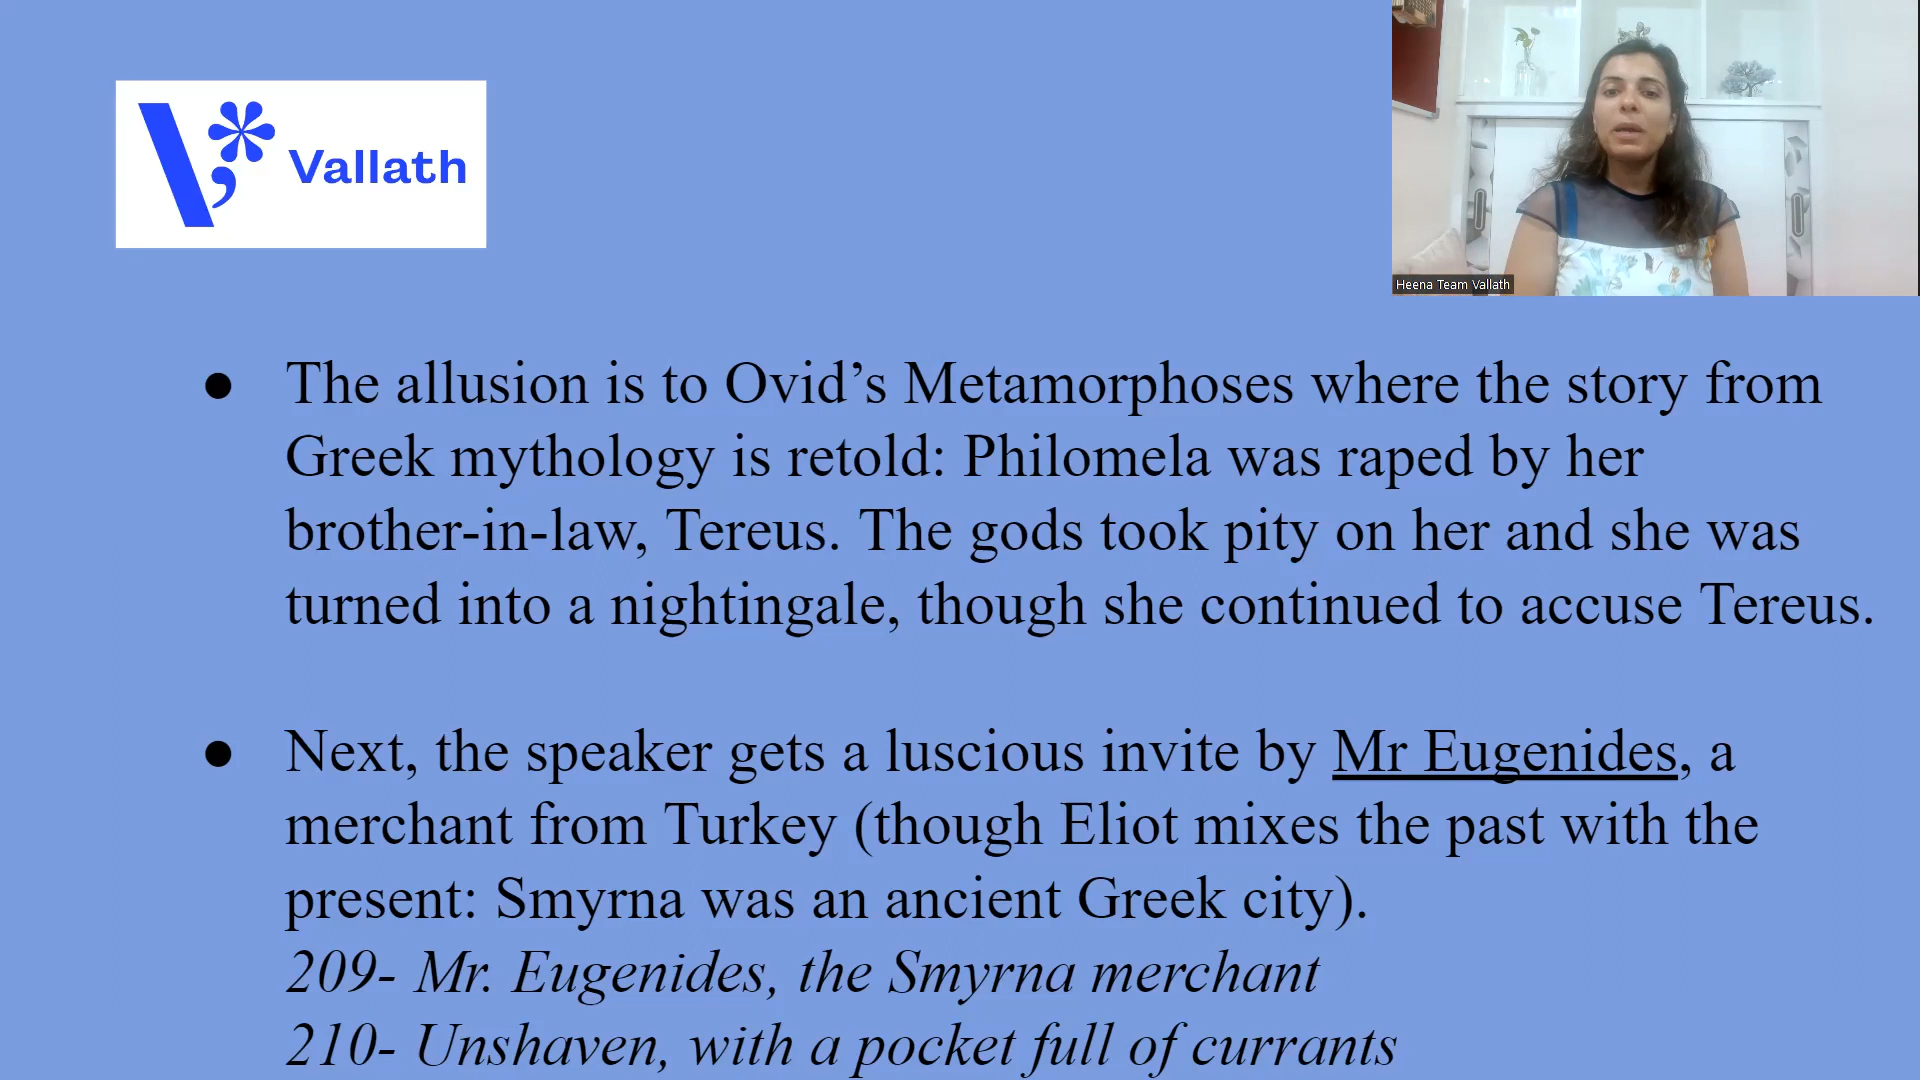 Vallath
Heena Team Vallath
● The allusion is to Ovid’s Metamorphoses where the story from
Greek mythology is retold: Philomela was raped by her
brother-in-law, Tereus. The gods took pity on her and she was
turned into a nightingale, though she continued to accuse Tereus.
● Next, the speaker gets a luscious invite by Mr Eugenides, a
merchant from Turkey (though Eliot mixes the past with the
present: Smyrna was an ancient Greek city).
209- Mr. Eugenides, the Smyrna merchant
210- Unshaven, with a pocket full of currants